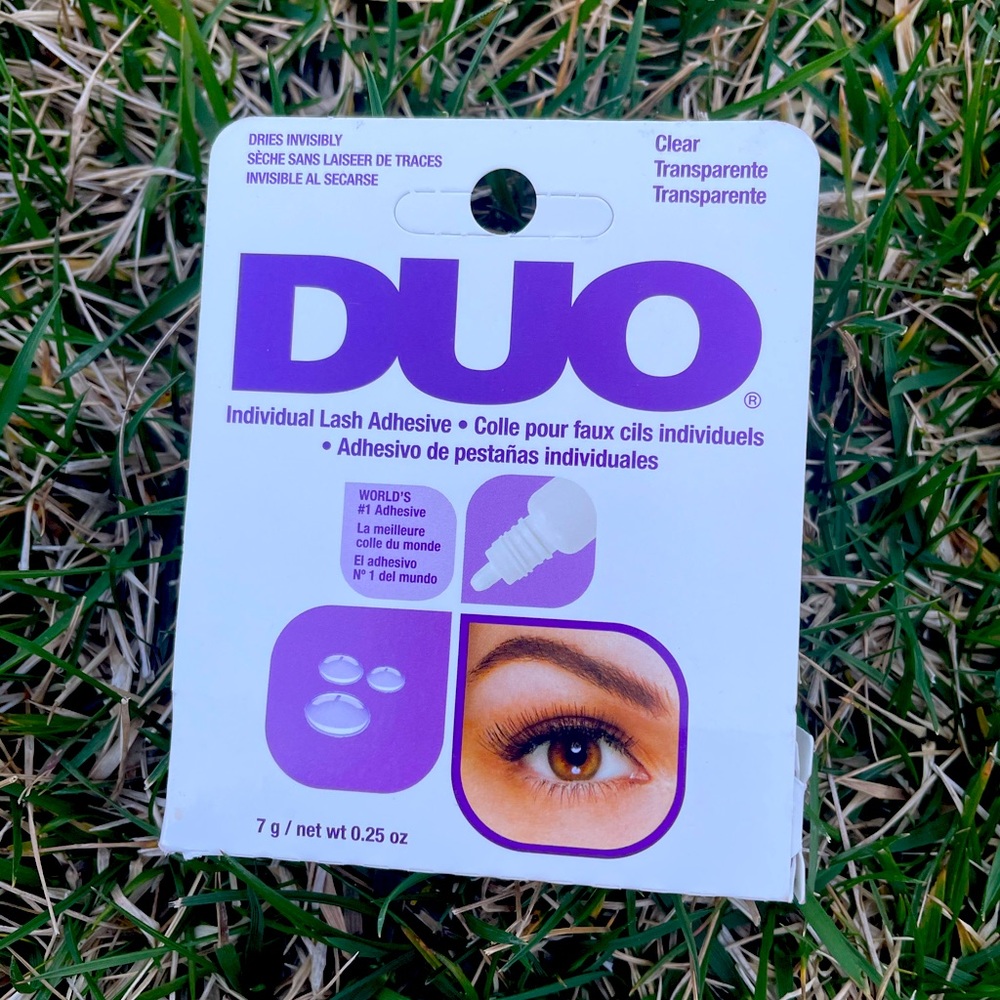 DRIES INVISIBLY
SÈCHE SANS LAISEER DE TRACES
INVISIBLE AL SECARSE
Clear
Transparente
Transparente
DUO®
Individual Lash Adhesive • Colle pour faux cils individuels
• Adhesivo de pestañas individuales
WORLD'S
#1 Adhesive
La meilleure
colle du monde
El adhesivo
Nº 1 del mundo
7 g / net wt 0.25 oz